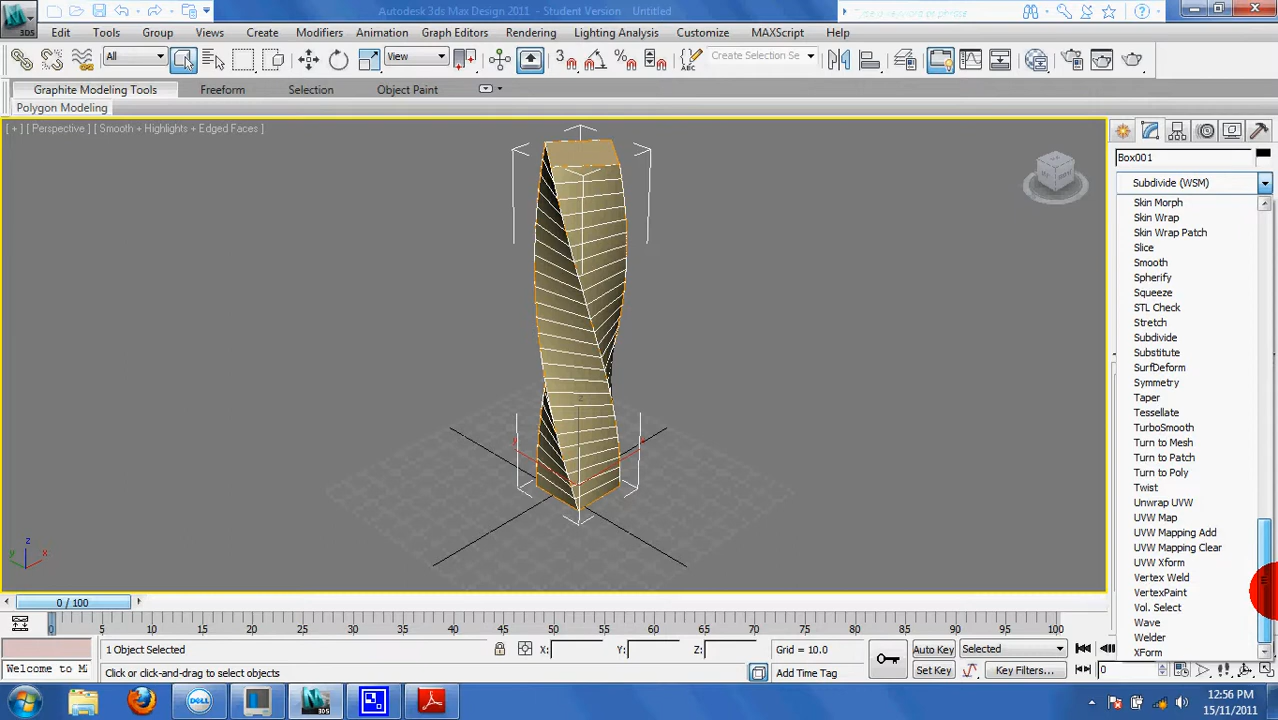 Autodesk 3ds Max Design 2011 - Student Version Untitled
Type keyword or phrase
3DS
Edit Tools Group Views Create Modifiers Animation Graph Editors Rendering Lighting Analysis Customize MAXScript Help
All
View
3
Create Selection Se
Graphite Modeling Tools Freeform Selection Object Paint
Polygon Modeling
[ + ] [ Perspective ] [ Smooth + Highlights + Edged Faces ]
Box001
Subdivide (WSM)
Skin Morph
Skin Wrap
Skin Wrap Patch
Slice
Smooth
Spherify
Squeeze
STL Check
Stretch
Subdivide
Substitute
SurfDeform
Symmetry
Taper
Tessellate
TurboSmooth
Turn to Mesh
Turn to Patch
Turn to Poly
Twist
Unwrap UVW
UVW Map
UVW Mapping Add
UVW Mapping Clear
UVW Xform
Vertex Weld
VertexPaint
Vol. Select
Wave
Welder
XForm
z
y x
0 / 100
0 5 10 15 20 25 30 35 40 45 50 55 60 65 70 75 80 85 90 95 100
1 Object Selected X: Y: Z: Grid = 10.0 Auto Key Selected
Welcome to M Click or click-and-drag to select objects Add Time Tag Set Key Key Filters... 0
DELL
3DS
12:56 PM
15/11/2011